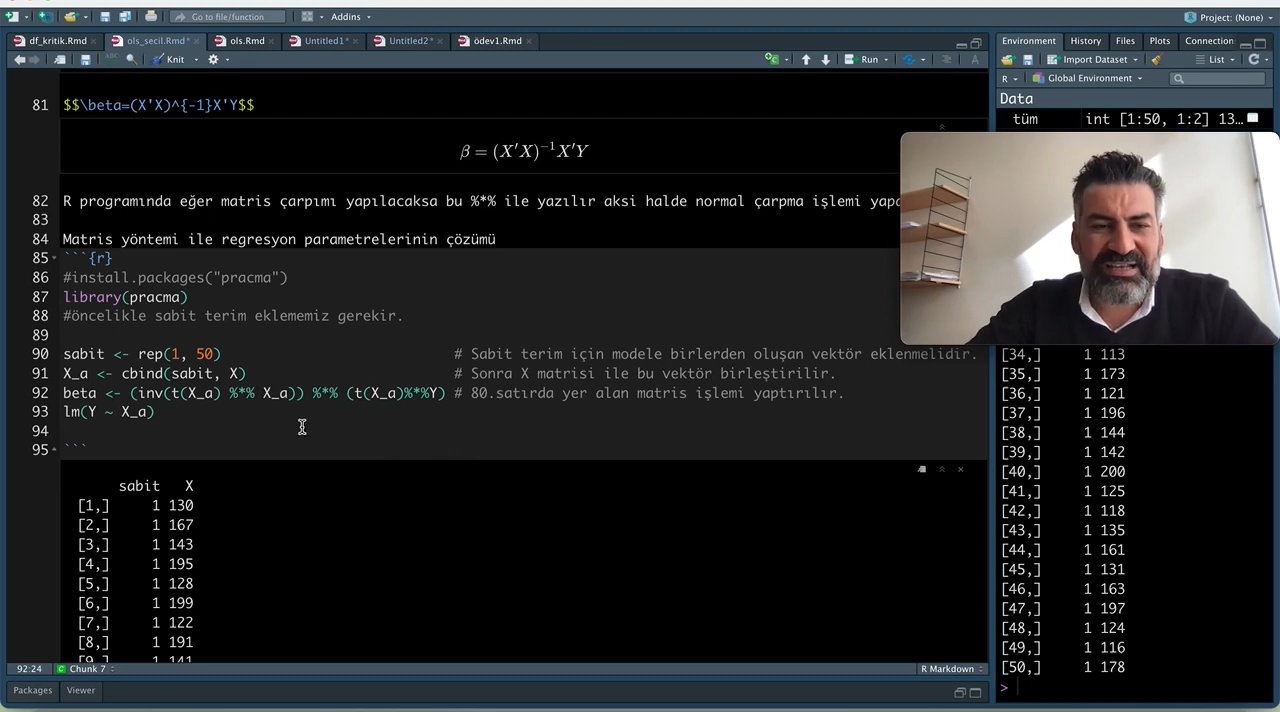 Go to file/function
Addins
Project: (None)
df_kritik.Rmd
ols_secil.Rmd*
ols.Rmd
Untitled1*
Untitled2*
ödev1.Rmd
Knit
Run
81 $$\beta=(X'X)^{-1}X'Y$$
β = (X′X)⁻¹X′Y
82 R programında eğer matris çarpımı yapılacaksa bu %*% ile yazılır aksi halde normal çarpma işlemi
83
84 Matris yöntemi ile regresyon parametrelerinin çözümü
85 ```{r}
86 #install.packages("pracma")
87 library(pracma)
88 #öncelikle sabit terim eklememiz gerekir.
89
90 sabit <- rep(1, 50) # Sabit terim için modele birlerden oluşan vektör eklenmelidir.
91 X_a <- cbind(sabit, X) # Sonra X matrisi ile bu vektör birleştirilir.
92 beta <- (inv(t(X_a) %*% X_a)) %*% (t(X_a)%*%Y) # 80.satırda yer alan matris işlemi yaptırılır.
93 lm(Y ~ X_a)
94
95 ```
sabit X
[1,] 1 130
[2,] 1 167
[3,] 1 143
[4,] 1 195
[5,] 1 128
[6,] 1 199
[7,] 1 122
[8,] 1 191
[9,] 1 141
92:24 C Chunk 7
R Markdown
Packages
Viewer
Environment
History
Files
Plots
Connection
Import Dataset
List
R
Global Environment
Data
tüm int [1:50, 1:2] 13…
[34,] 1 113
[35,] 1 173
[36,] 1 121
[37,] 1 196
[38,] 1 144
[39,] 1 142
[40,] 1 200
[41,] 1 125
[42,] 1 118
[43,] 1 135
[44,] 1 161
[45,] 1 131
[46,] 1 163
[47,] 1 197
[48,] 1 124
[49,] 1 116
[50,] 1 178
>